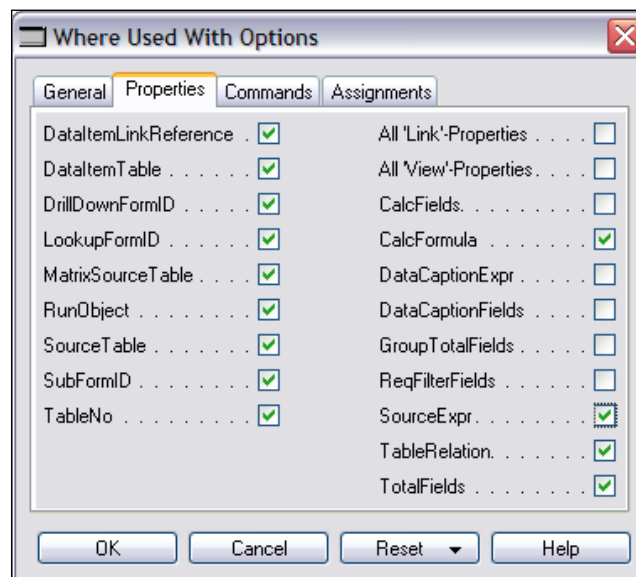 Where Used With Options
General Properties Commands Assignments
DataItemLinkReference . All 'Link'-Properties . . . .
DataItemTable . . . . . . All 'View'-Properties. . . .
DrillDownFormID . . . . . CalcFields. . . . . . . . .
LookupFormID . . . . . . CalcFormula . . . . . . . .
MatrixSourceTable . . . . DataCaptionExpr . . . . .
RunObject . . . . . . . . DataCaptionFields . . . .
SourceTable . . . . . . . GroupTotalFields . . . . .
SubFormID . . . . . . . . ReqFilterFields . . . . . .
TableNo . . . . . . . . . SourceExpr. . . . . . . . .
TableRelation. . . . . . . .
TotalFields . . . . . . . .
OK Cancel Reset Help